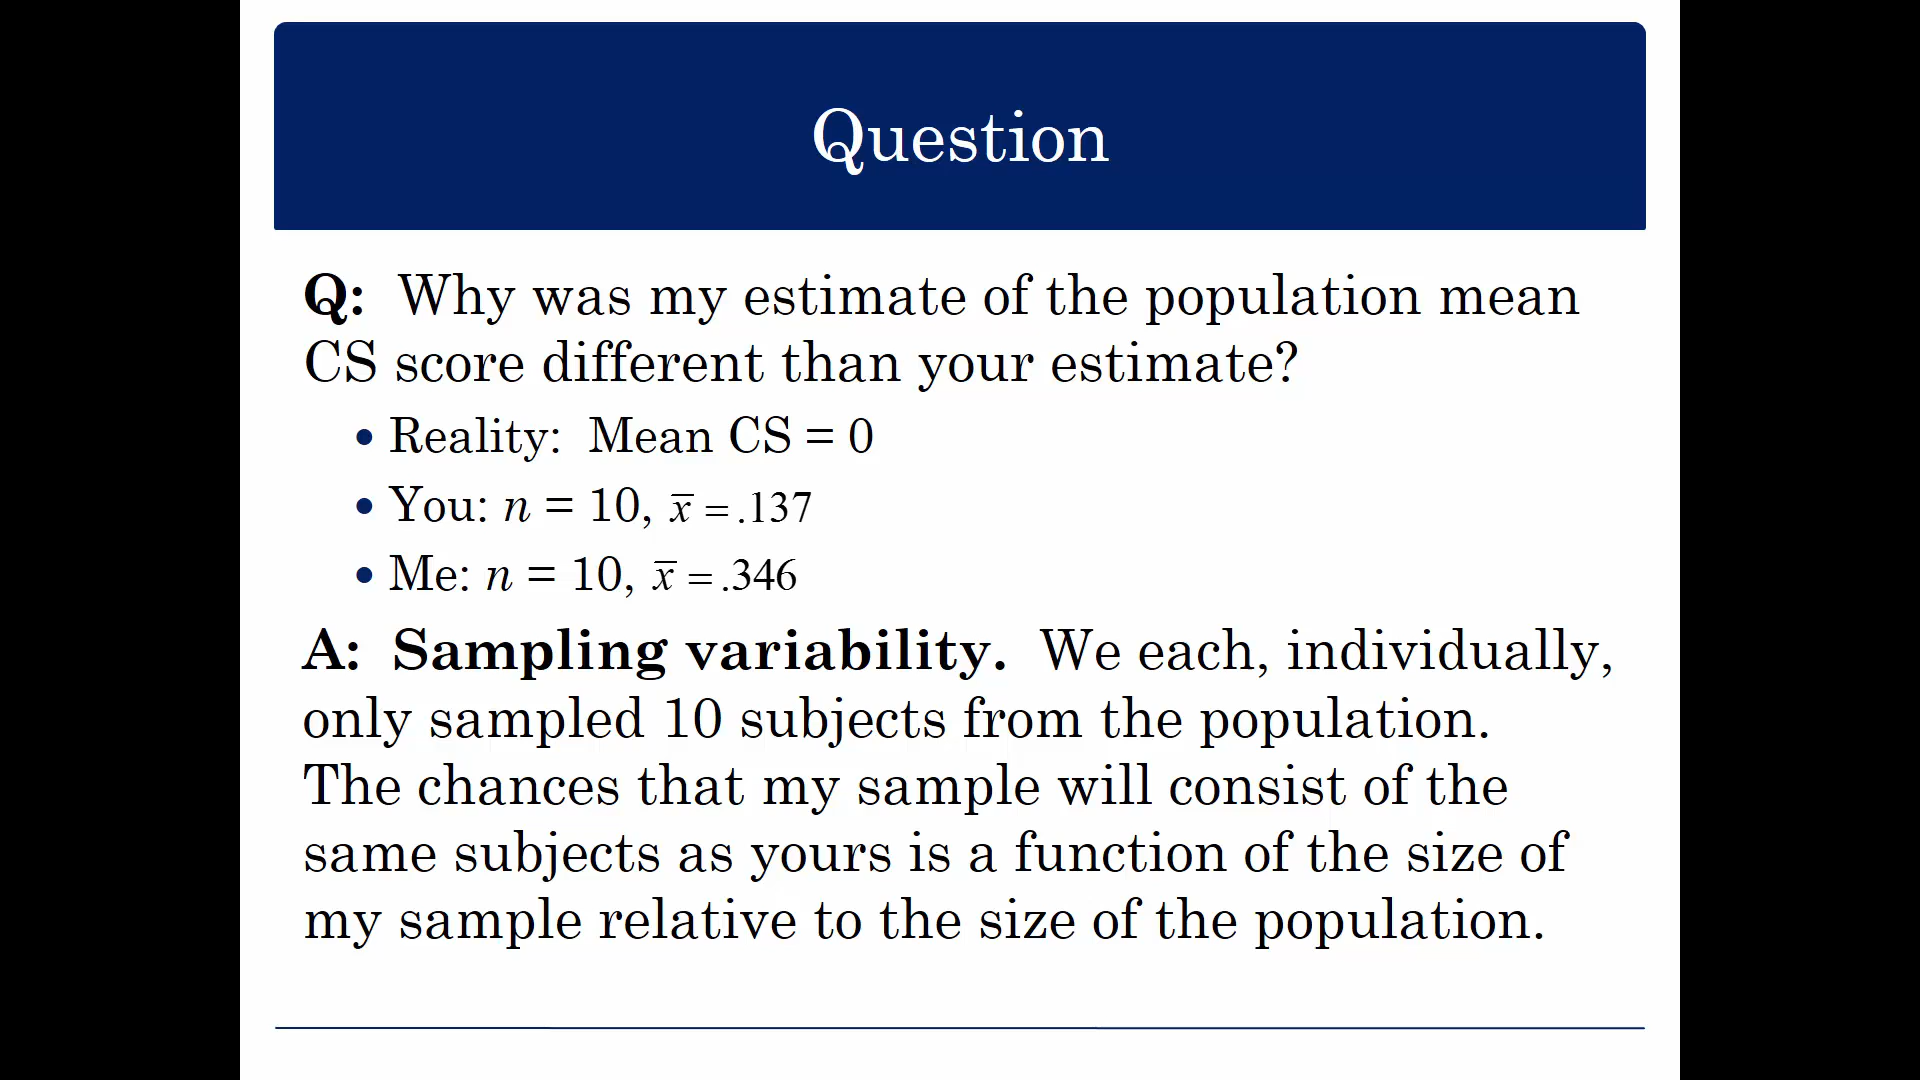 Question
Q: Why was my estimate of the population mean
CS score different than your estimate?
• Reality: Mean CS = 0
• You: n = 10, x̅ = .137
• Me: n = 10, x̅ = .346
A: Sampling variability. We each, individually,
only sampled 10 subjects from the population.
The chances that my sample will consist of the
same subjects as yours is a function of the size of
my sample relative to the size of the population.